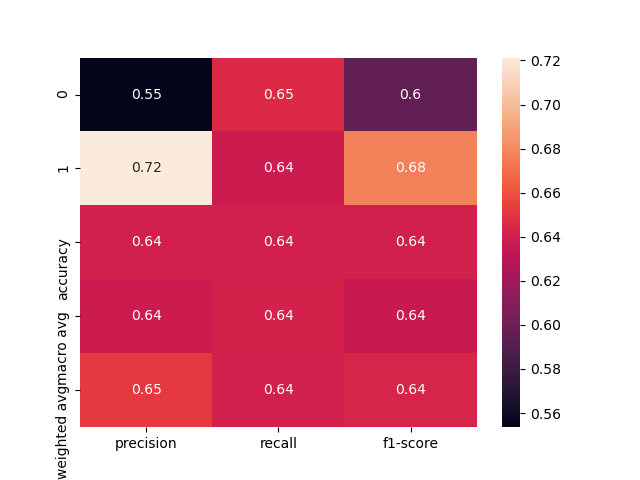 0 0.55 0.65 0.6
1 0.72 0.64 0.68
accuracy 0.64 0.64 0.64
macro avg 0.64 0.64 0.64
weighted avg 0.65 0.64 0.64
precision recall f1-score
0.72
0.70
0.68
0.66
0.64
0.62
0.60
0.58
0.56